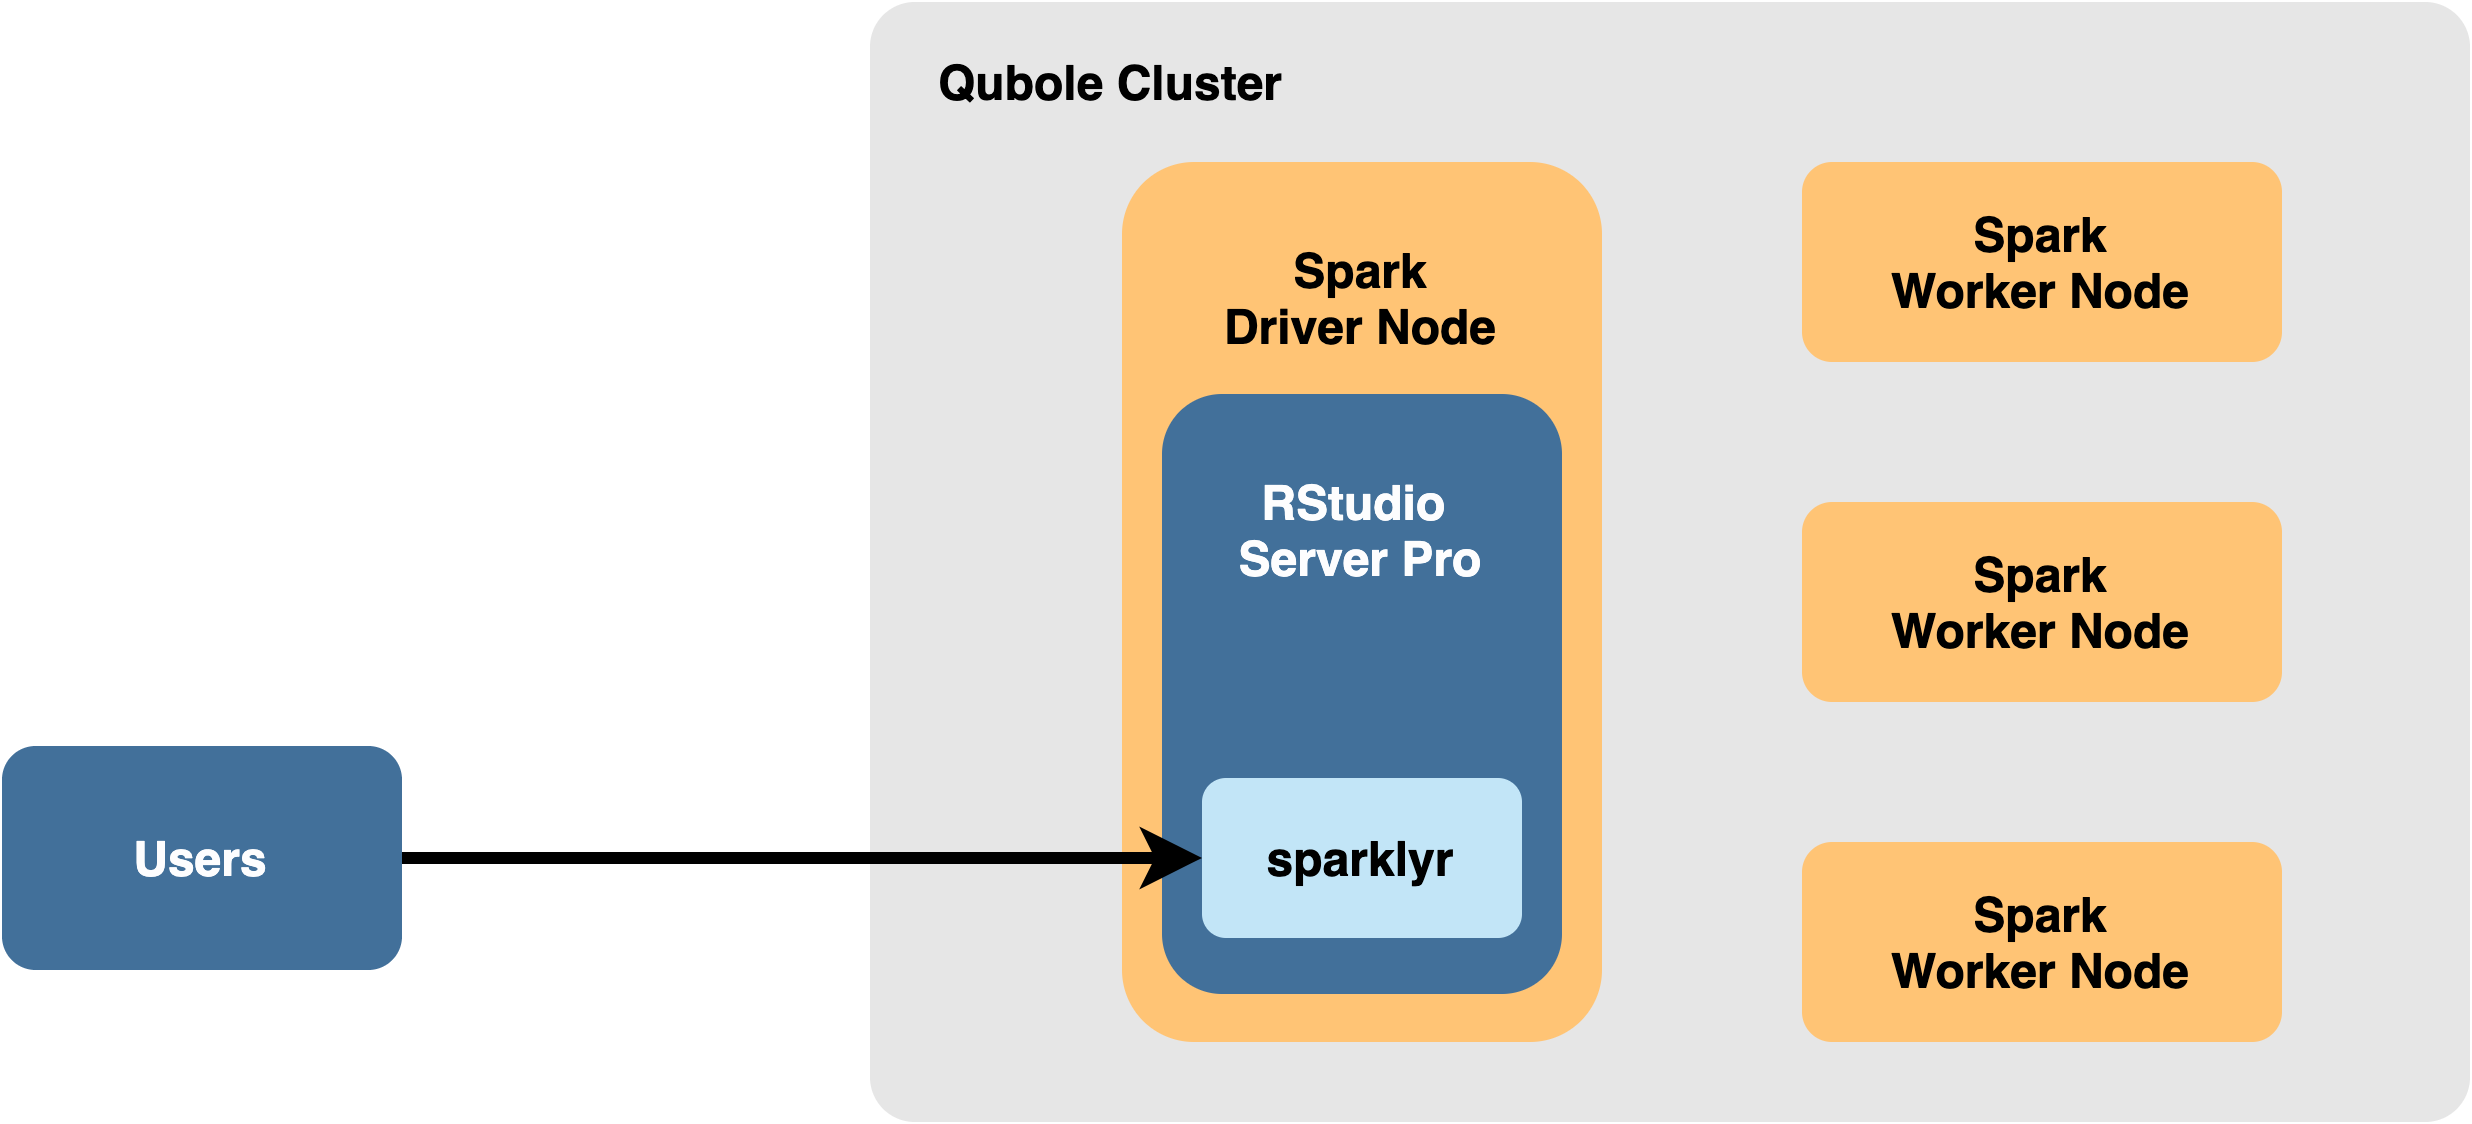 Qubole Cluster
Spark
Driver Node
RStudio
Server Pro
sparklyr
Users
Spark
Worker Node
Spark
Worker Node
Spark
Worker Node